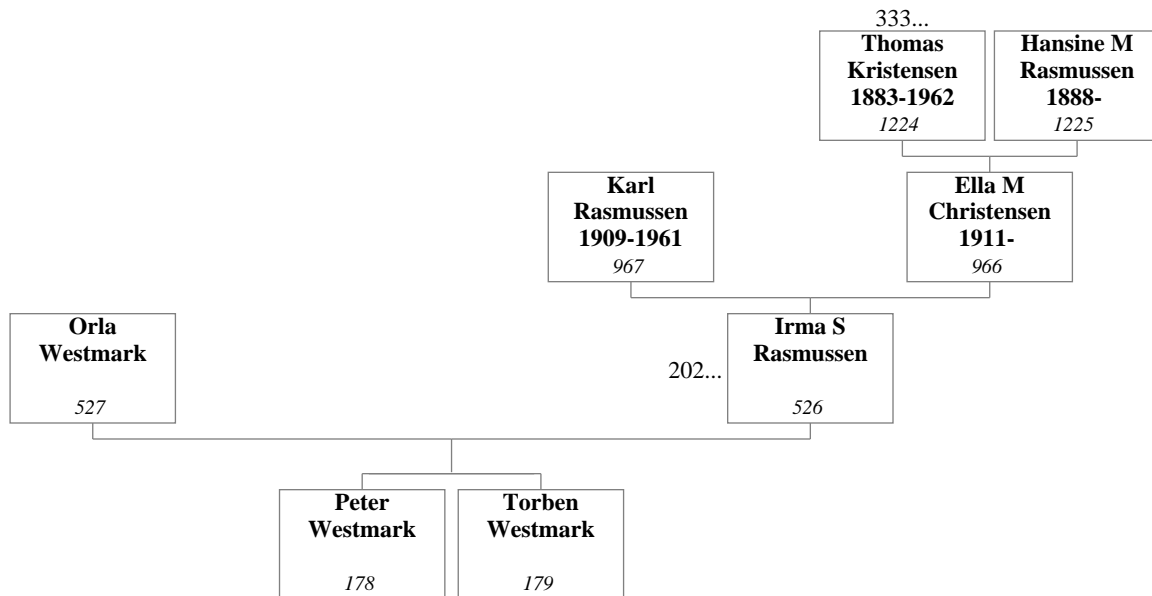 333...
Thomas
Kristensen
1883-1962
1224
Hansine M
Rasmussen
1888-
1225
Karl
Rasmussen
1909-1961
967
Ella M
Christensen
1911-
966
Orla
Westmark
527
202...
Irma S
Rasmussen
526
Peter
Westmark
178
Torben
Westmark
179